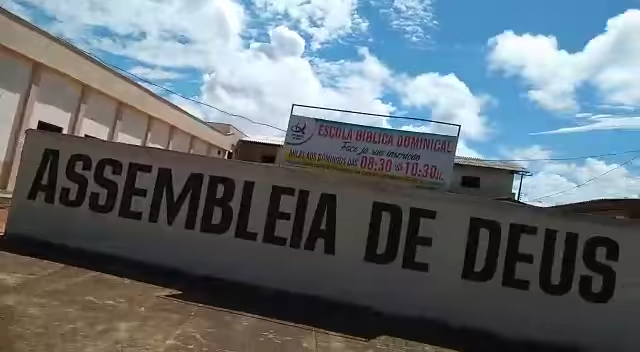 ESCOLA BÍBLICA DOMINICAL
Faça já sua inscrição
AULAS AOS DOMINGOS DAS 08:30 às 10:30h.
ASSEMBLEIA DE DEUS